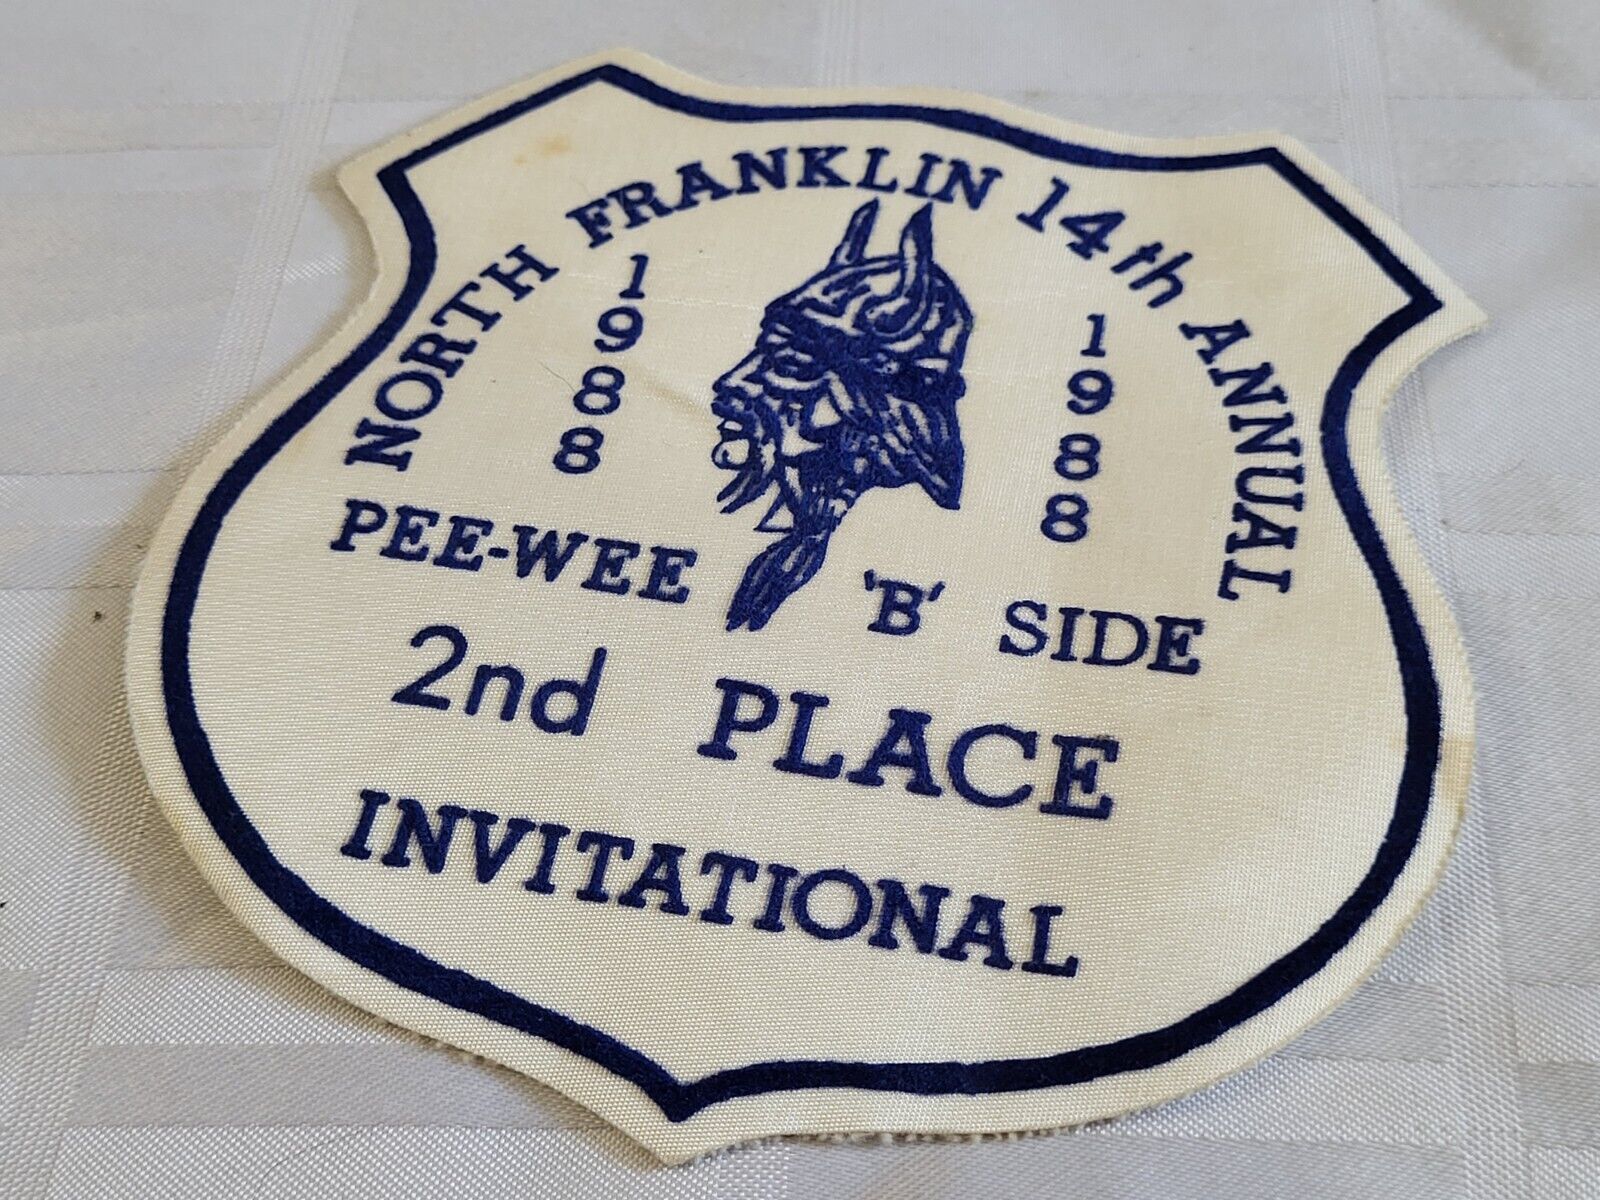 NORTH FRANKLIN 14th ANNUAL
1988
1988
PEE-WEE 'B' SIDE
2nd PLACE
INVITATIONAL